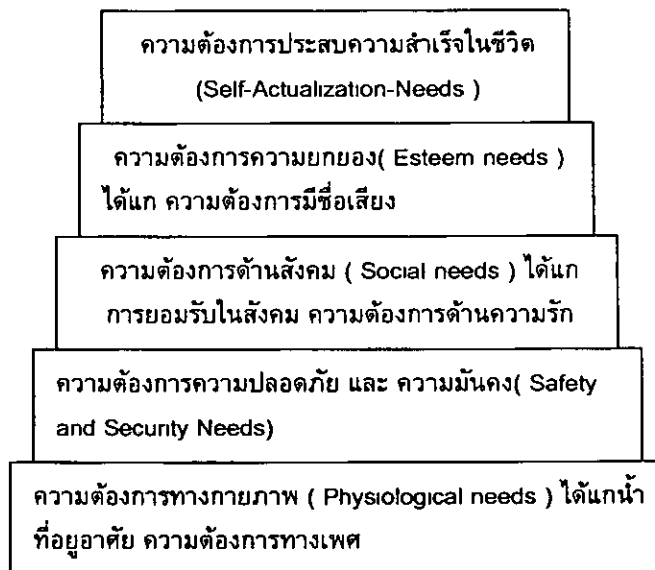 ความต้องการประสบความสำเร็จในชีวิต
(Self-Actualization-Needs )
ความต้องการความยกยอง( Esteem needs )
ได้แก ความต้องการมีชื่อเสียง
ความต้องการด้านสังคม ( Social needs ) ได้แก
การยอมรับในสังคม ความต้องการด้านความรัก
ความต้องการความปลอดภัย และ ความมันคง( Safety
and Security Needs)
ความต้องการทางกายภาพ ( Physiological needs ) ได้แกน้ำ
ที่อยูอาศัย ความต้องการทางเพศ